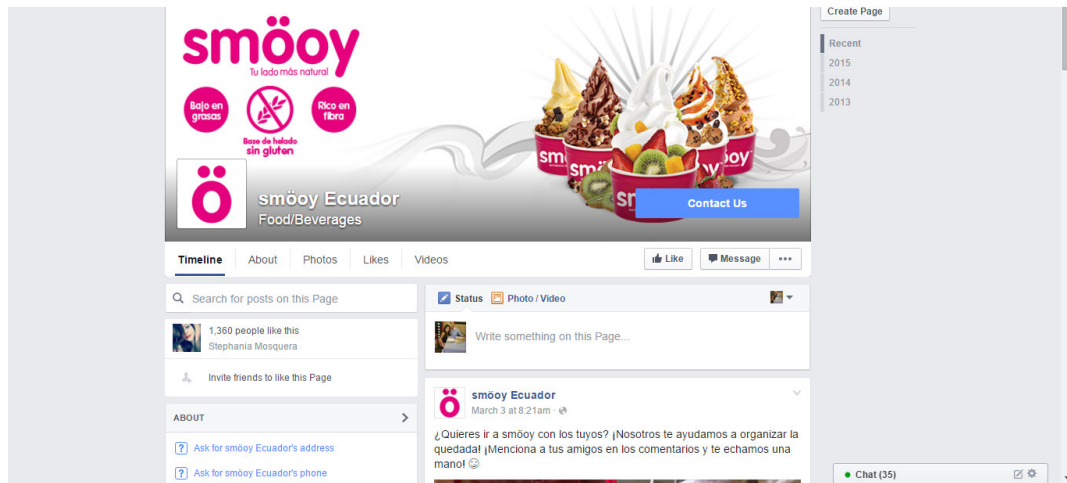 smöoy
Tu lado más natural
Bajo en
grasas
Rico en
fibra
Base de helado
sin gluten
ö
smöoy Ecuador
Food/Beverages
Contact Us
Timeline
About
Photos
Likes
Videos
Like
Message
Create Page
Recent
2015
2014
2013
Search for posts on this Page
1,360 people like this
Stephania Mosquera
Invite friends to like this Page
ABOUT
Ask for smöoy Ecuador's address
Ask for smöoy Ecuador's phone
Status
Photo / Video
Write something on this Page...
ö
smöoy Ecuador
March 3 at 8:21am ·
¿Quieres ir a smöoy con los tuyos? ¡Nosotros te ayudamos a organizar la
quedada! ¡Menciona a tus amigos en los comentarios y te echamos una
mano!
Chat (35)